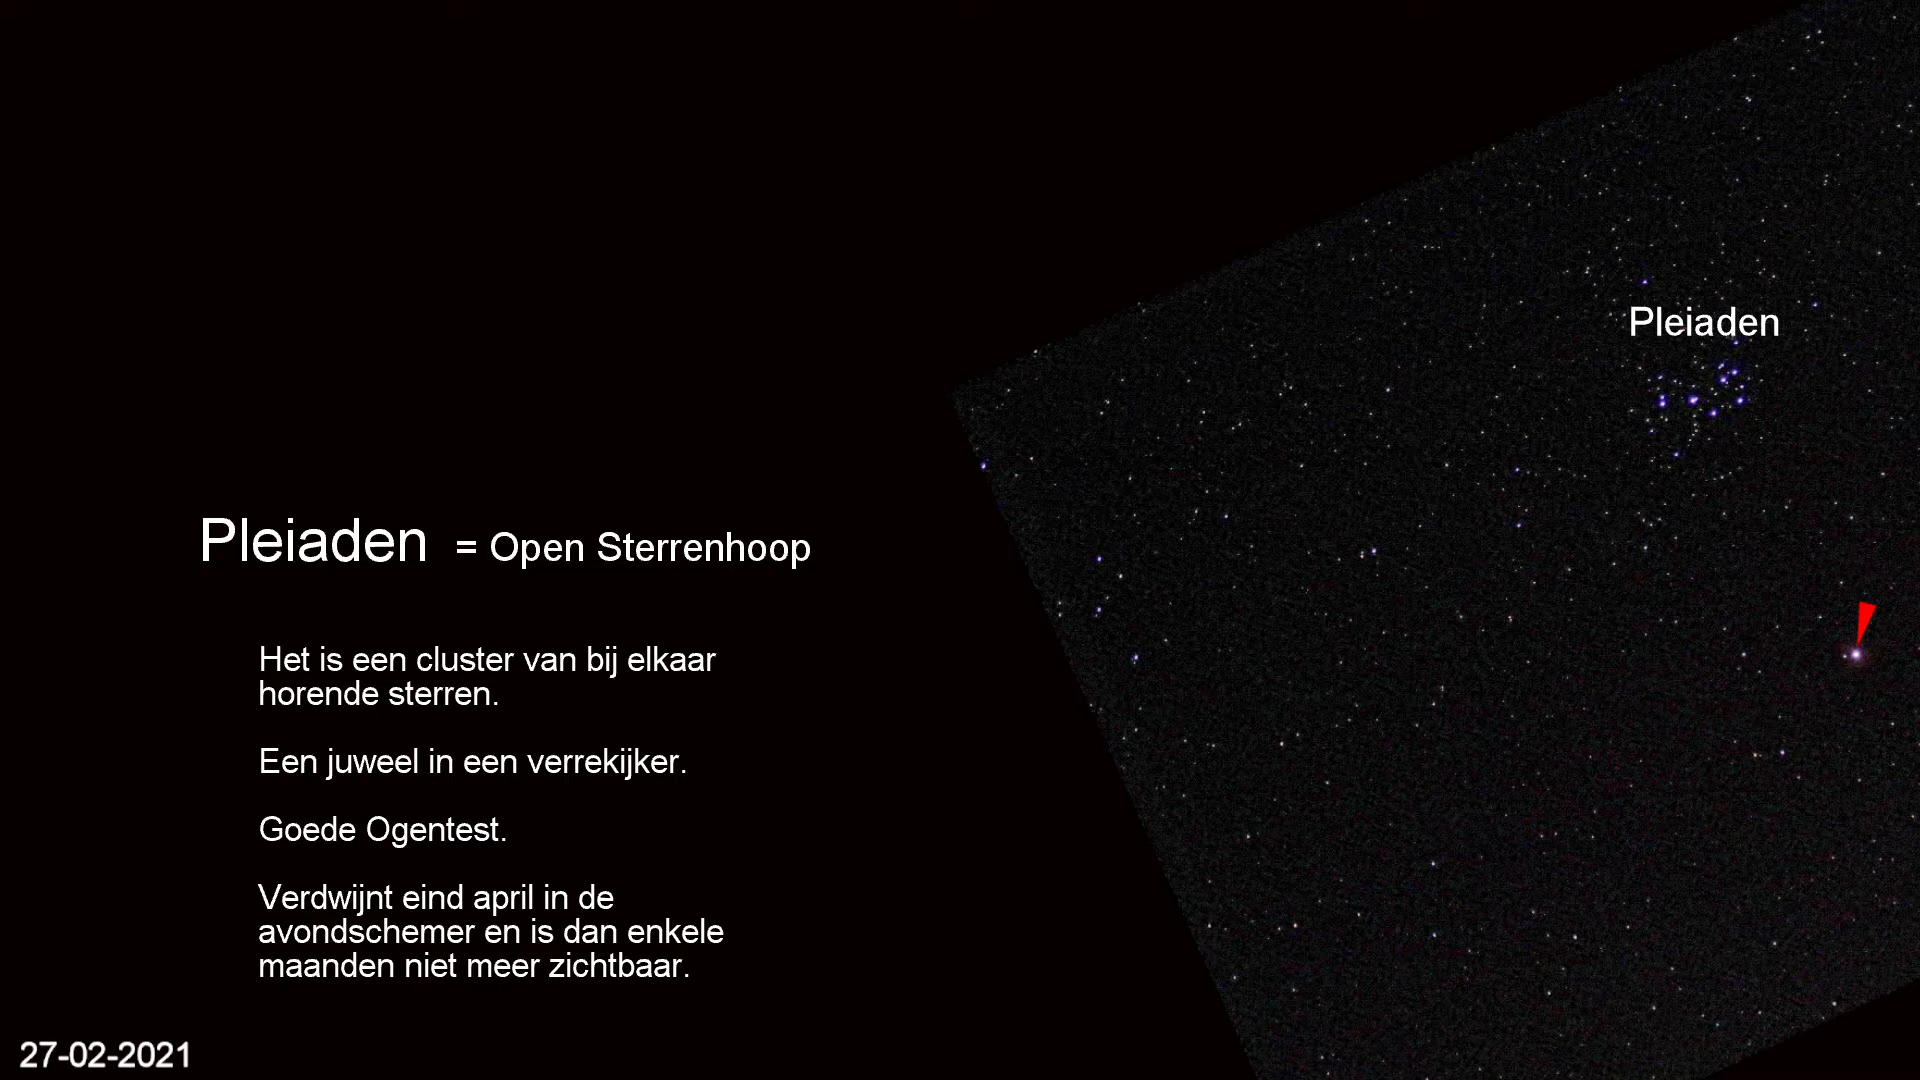 Pleiaden
Pleiaden = Open Sterrenhoop
Het is een cluster van bij elkaar
horende sterren.
Een juweel in een verrekijker.
Goede Ogentest.
Verdwijnt eind april in de
avondschemer en is dan enkele
maanden niet meer zichtbaar.
27-02-2021